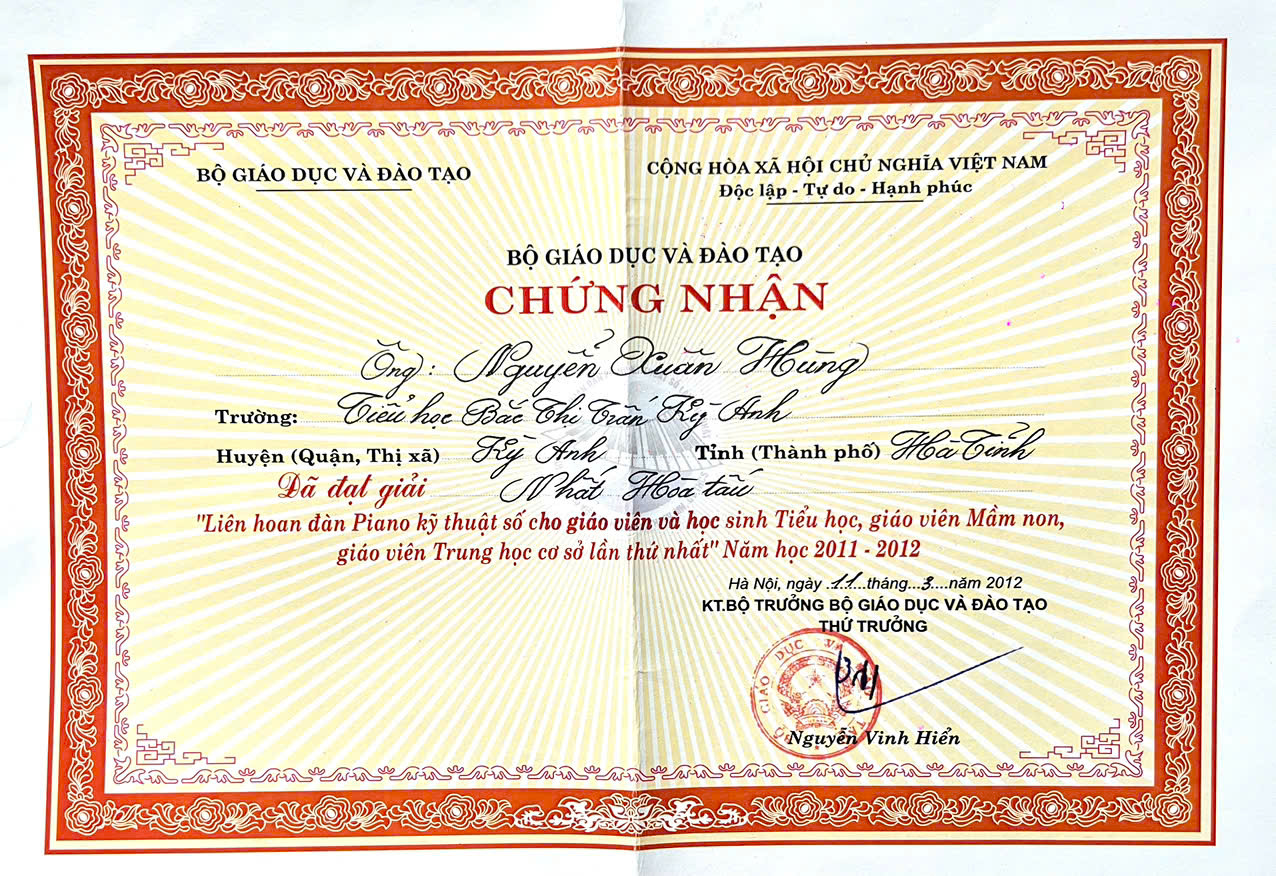 BỘ GIÁO DỤC VÀ ĐÀO TẠO
CỘNG HÒA XÃ HỘI CHỦ NGHĨA VIỆT NAM
Độc lập - Tự do - Hạnh phúc
BỘ GIÁO DỤC VÀ ĐÀO TẠO
CHỨNG NHẬN
Ông: Nguyễn Xuân Hùng
Trường: Tiểu học Bắc Thị Trấn Kỳ Anh
Huyện (Quận, Thị xã) Kỳ Anh Tỉnh (Thành phố) Hà Tĩnh
Đã đạt giải Nhất Hòa tấu
"Liên hoan đàn Piano kỹ thuật số cho giáo viên và học sinh Tiểu học, giáo viên Mầm non,
giáo viên Trung học cơ sở lần thứ nhất" Năm học 2011 - 2012
Hà Nội, ngày 11 tháng 3 năm 2012
KT.BỘ TRƯỞNG BỘ GIÁO DỤC VÀ ĐÀO TẠO
THỨ TRƯỞNG
BỘ GIÁO DỤC VÀ
Nguyễn Vinh Hiển